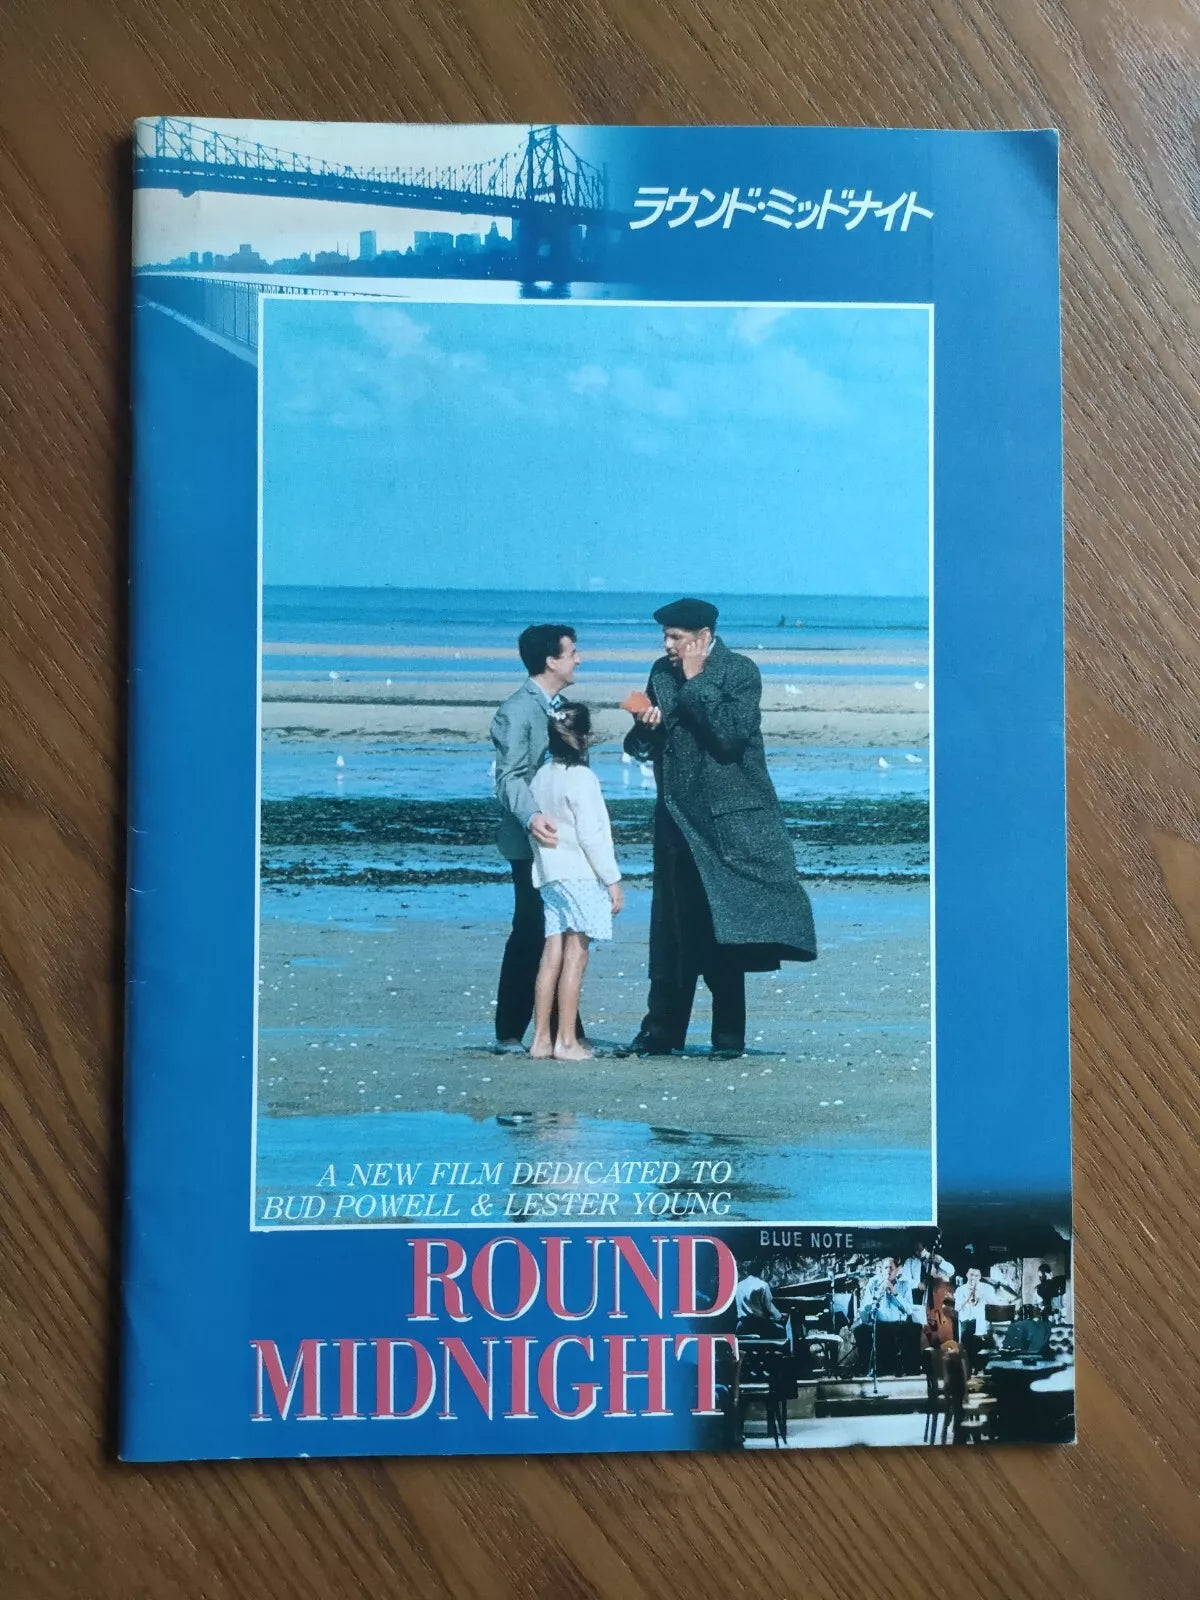 ラウンド・ミッドナイト
A NEW FILM DEDICATED TO
BUD POWELL & LESTER YOUNG
ROUND
MIDNIGHT
BLUE NOTE